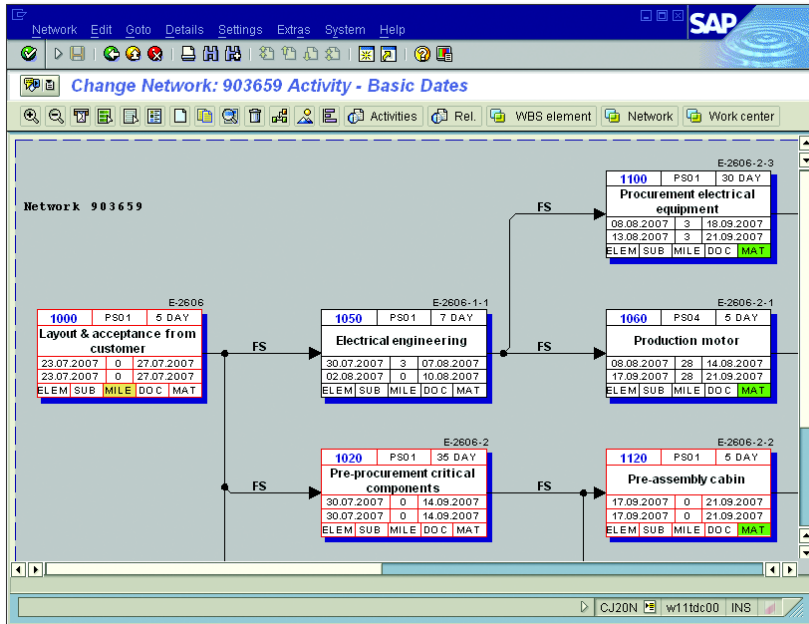 Network Edit Goto Details Settings Extras System Help
SAP
Change Network: 903659 Activity - Basic Dates
Activities Rel. WBS element Network Work center
Network 903659
E-2606-2-3
1100 PS01 30 DAY
Procurement electrical
equipment
08.08.2007 3 18.09.2007
13.08.2007 3 21.09.2007
ELEM SUB MILE DOC MAT
FS
E-2606
1000 PS01 5 DAY
Layout & acceptance from
customer
23.07.2007 0 27.07.2007
23.07.2007 0 27.07.2007
ELEM SUB MILE DOC MAT
FS
E-2606-1-1
1050 PS01 7 DAY
Electrical engineering
30.07.2007 3 07.08.2007
02.08.2007 0 10.08.2007
ELEM SUB MILE DOC MAT
FS
E-2606-2-1
1060 PS04 5 DAY
Production motor
08.08.2007 28 14.08.2007
17.09.2007 28 21.09.2007
ELEM SUB MILE DOC MAT
FS
E-2606-2
1020 PS01 35 DAY
Pre-procurement critical
components
30.07.2007 0 14.09.2007
30.07.2007 0 14.09.2007
ELEM SUB MILE DOC MAT
FS
E-2606-2-2
1120 PS01 5 DAY
Pre-assembly cabin
17.09.2007 0 21.09.2007
17.09.2007 0 21.09.2007
ELEM SUB MILE DOC MAT
CJ20N w11tdc00 INS